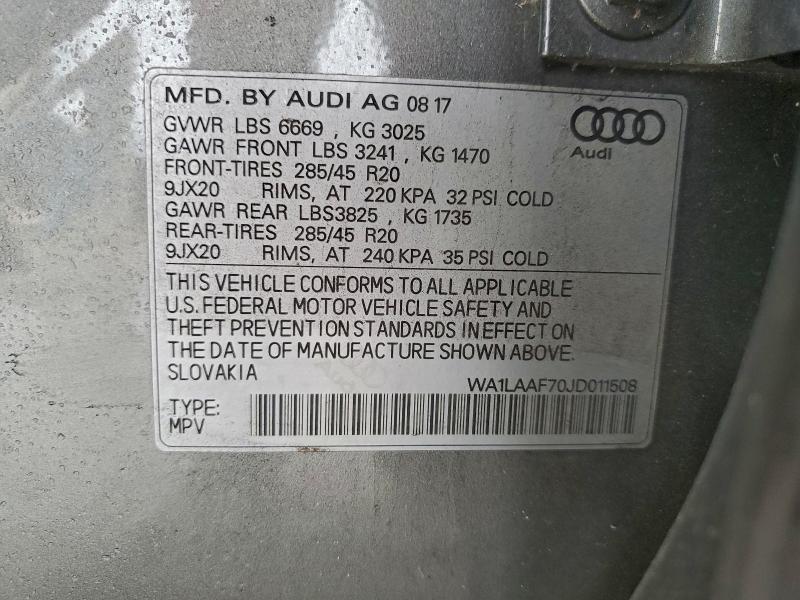 MFD. BY AUDI AG 08 17
GVWR LBS 6669 , KG 3025
GAWR FRONT LBS 3241 , KG 1470
FRONT-TIRES 285/45 R20
9JX20 RIMS, AT 220 KPA 32 PSI COLD
GAWR REAR LBS3825 , KG 1735
REAR-TIRES 285/45 R20
9JX20 RIMS, AT 240 KPA 35 PSI COLD
Audi
THIS VEHICLE CONFORMS TO ALL APPLICABLE
U.S. FEDERAL MOTOR VEHICLE SAFETY AND
THEFT PREVENTION STANDARDS IN EFFECT ON
THE DATE OF MANUFACTURE SHOWN ABOVE.
SLOVAKIA
Audi
WA1LAAF70JD011508
TYPE:
MPV